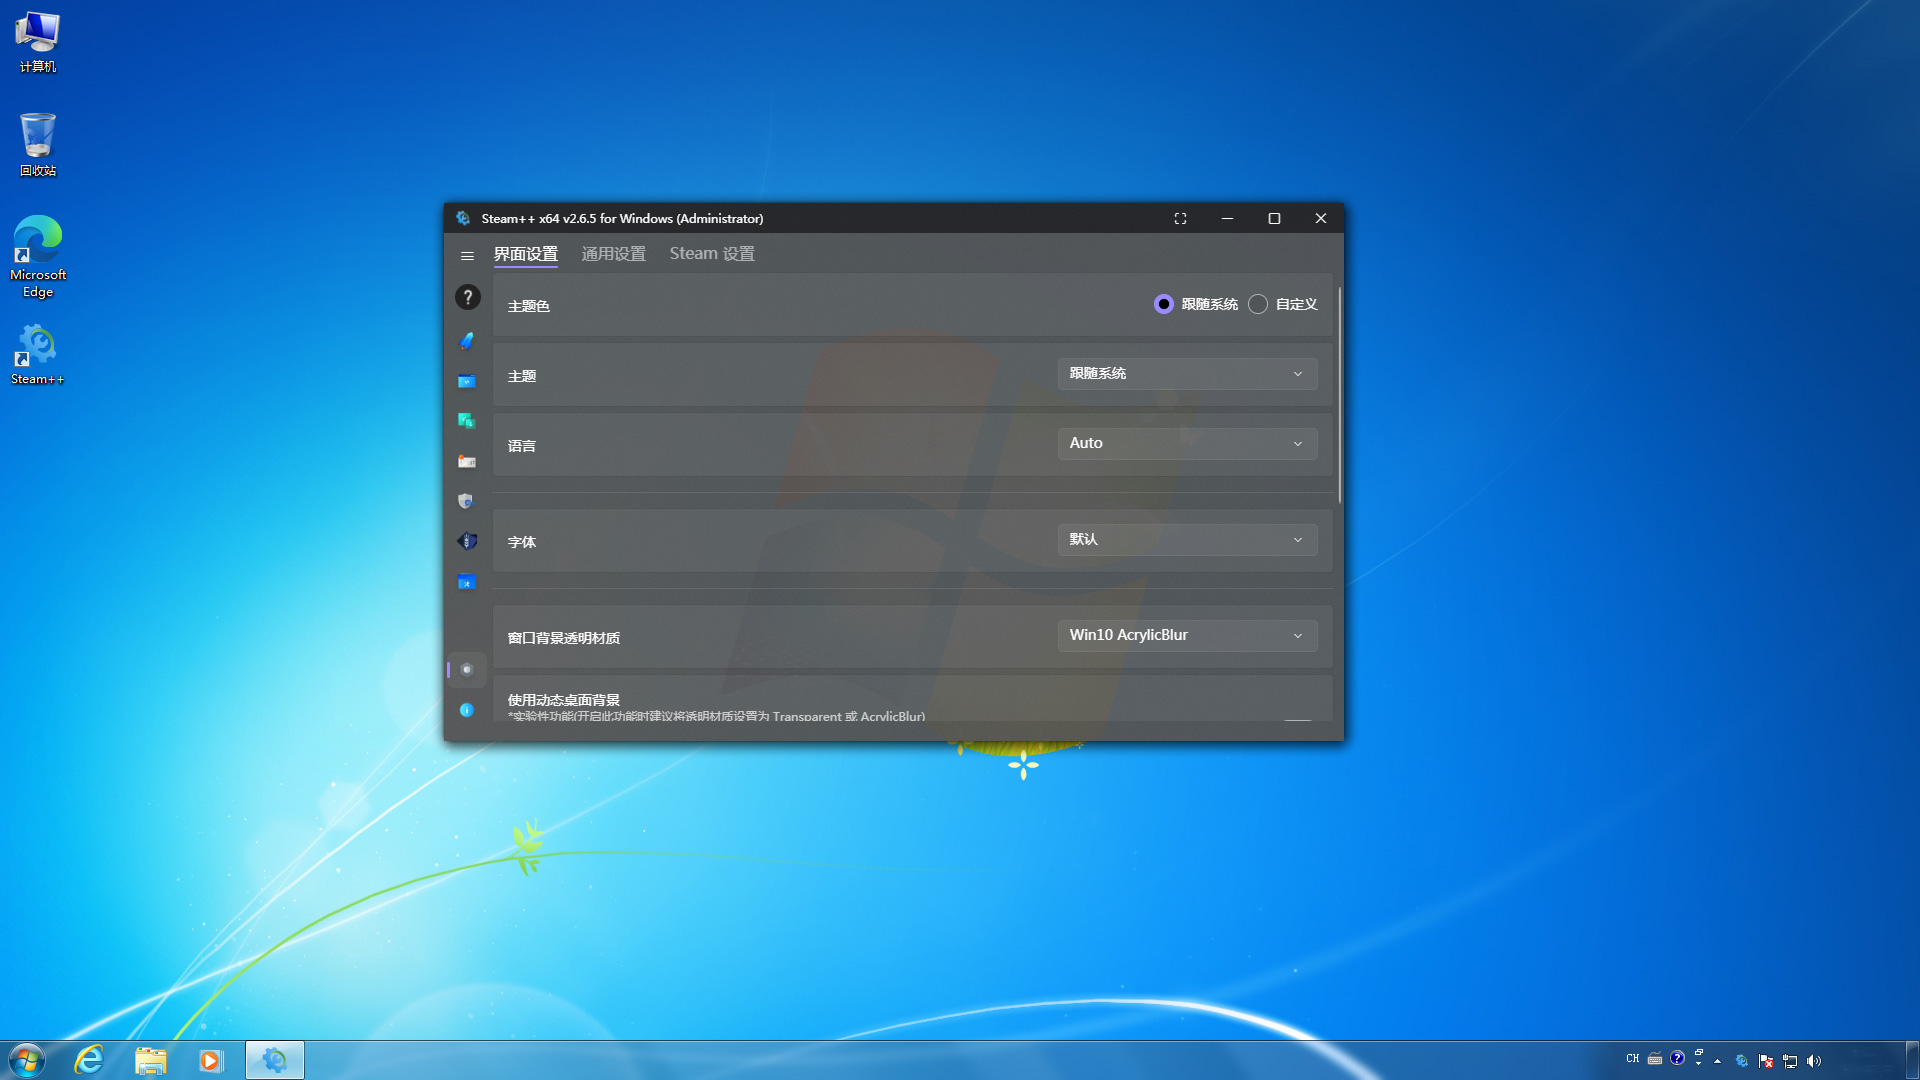 计算机
回收站
Microsoft
Edge
Steam++
Steam++ x64 v2.6.5 for Windows (Administrator)
界面设置 通用设置 Steam 设置
主题色 跟随系统 自定义
主题 跟随系统
语言 Auto
字体 默认
窗口背景透明材质 Win10 AcrylicBlur
使用动态桌面背景
*实验性功能(开启此功能时建议将透明材质设置为 Transparent 或 AcrylicBlur)
CH